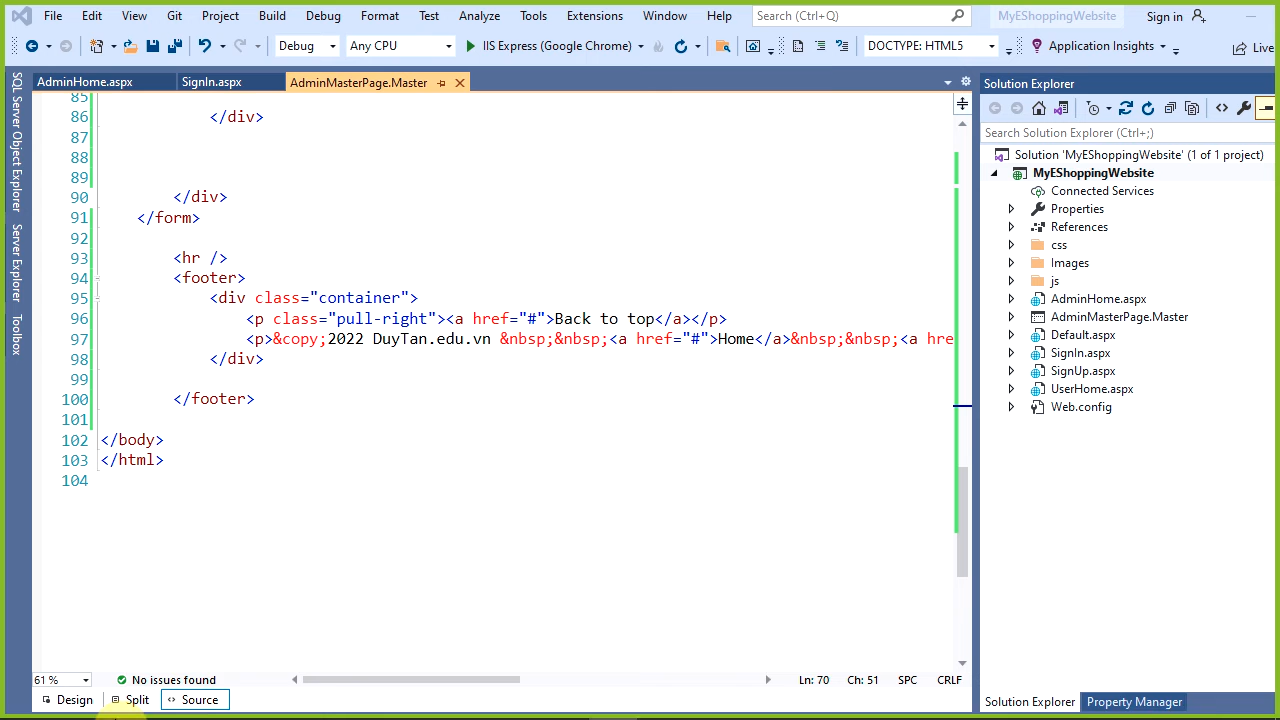 File Edit View Git Project Build Debug Format Test Analyze Tools Extensions Window Help Search (Ctrl+Q) MyEShoppingWebsite Sign in
Debug Any CPU IIS Express (Google Chrome) DOCTYPE: HTML5 Application Insights Live
AdminHome.aspx SignIn.aspx AdminMasterPage.Master
85
86 </div>
87
88
89
90 </div>
91 </form>
92
93 <hr />
94 <footer>
95 <div class="container">
96 <p class="pull-right"><a href="#">Back to top</a></p>
97 <p>&copy;2022 DuyTan.edu.vn &nbsp;&nbsp;<a href="#">Home</a>&nbsp;&nbsp;<a hre
98 </div>
99
100 </footer>
101
102 </body>
103 </html>
104
61 % No issues found Ln: 70 Ch: 51 SPC CRLF
Design Split Source
SQL Server Object Explorer
Server Explorer
Toolbox
Solution Explorer
Search Solution Explorer (Ctrl+;)
Solution 'MyEShoppingWebsite' (1 of 1 project)
MyEShoppingWebsite
Connected Services
Properties
References
css
Images
js
AdminHome.aspx
AdminMasterPage.Master
Default.aspx
SignIn.aspx
SignUp.aspx
UserHome.aspx
Web.config
Solution Explorer Property Manager